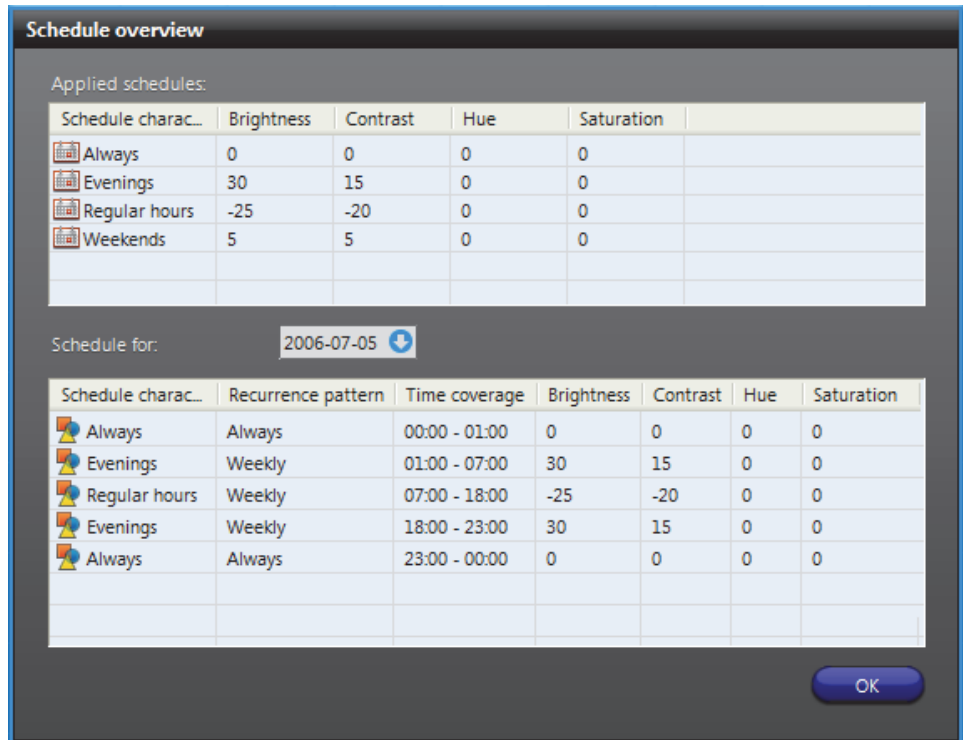 Schedule overview
Applied schedules:
Schedule charac... Brightness Contrast Hue Saturation
Always 0 0 0 0
Evenings 30 15 0 0
Regular hours -25 -20 0 0
Weekends 5 5 0 0
Schedule for: 2006-07-05
Schedule charac... Recurrence pattern Time coverage Brightness Contrast Hue Saturation
Always Always 00:00 - 01:00 0 0 0 0
Evenings Weekly 01:00 - 07:00 30 15 0 0
Regular hours Weekly 07:00 - 18:00 -25 -20 0 0
Evenings Weekly 18:00 - 23:00 30 15 0 0
Always Always 23:00 - 00:00 0 0 0 0
OK